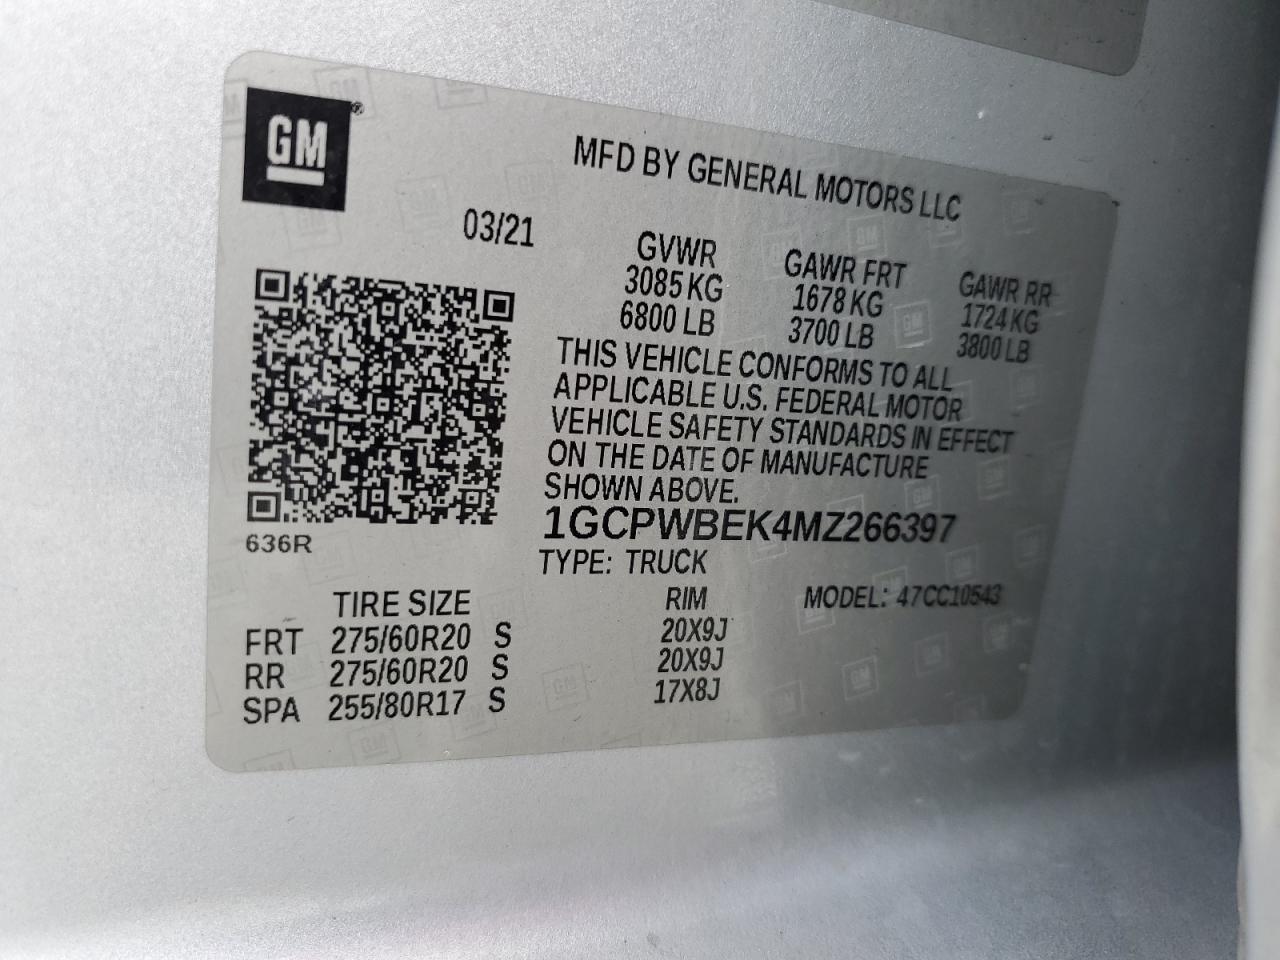 GM®
MFD BY GENERAL MOTORS LLC
03/21
GVWR GAWR FRT GAWR RR
3085 KG 1678 KG 1724 KG
6800 LB 3700 LB 3800 LB
THIS VEHICLE CONFORMS TO ALL
APPLICABLE U.S. FEDERAL MOTOR
VEHICLE SAFETY STANDARDS IN EFFECT
ON THE DATE OF MANUFACTURE
SHOWN ABOVE.
1GCPWBEK4MZ266397
636R
TYPE: TRUCK
TIRE SIZE RIM MODEL: 47CC10543
FRT 275/60R20 S 20X9J
RR 275/60R20 S 20X9J
SPA 255/80R17 S 17X8J